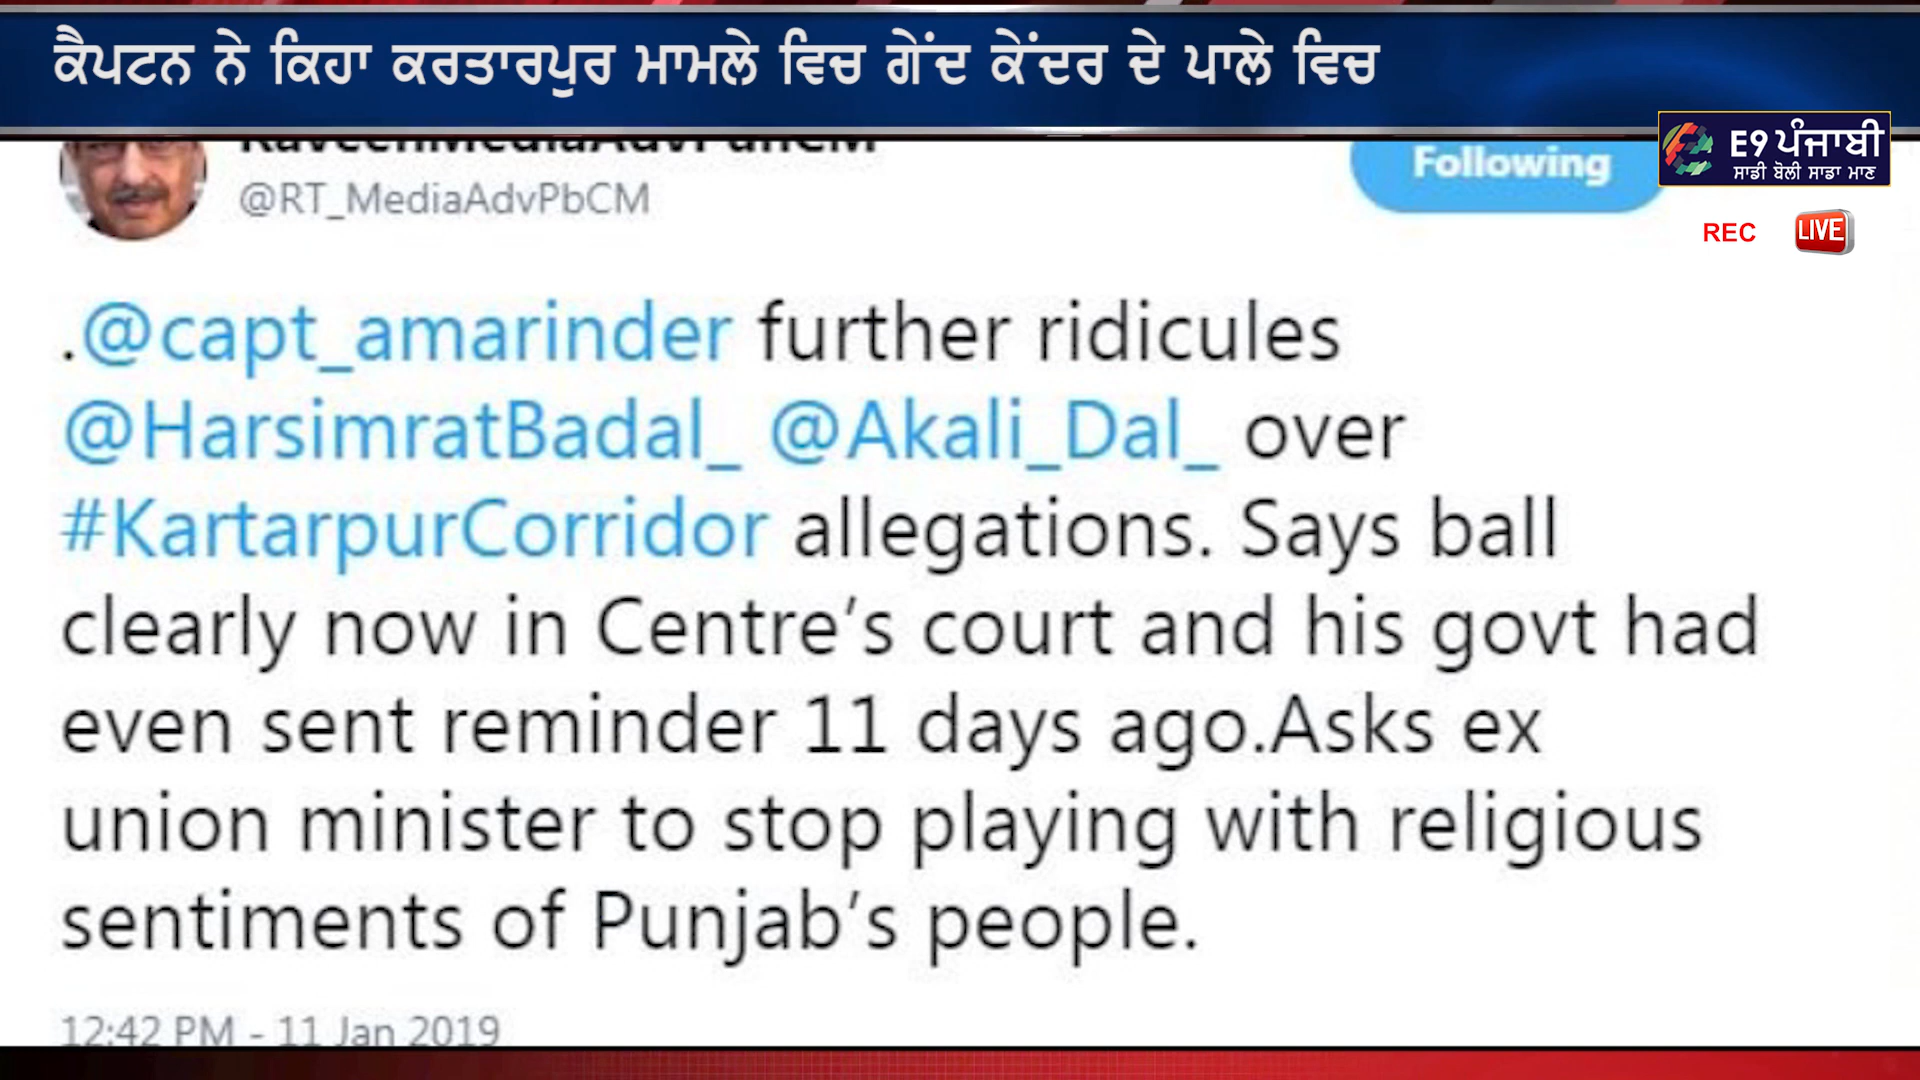 ਕੈਪਟਨ ਨੇ ਕਿਹਾ ਕਰਤਾਰਪੁਰ ਮਾਮਲੇ ਵਿਚ ਗੇਂਦ ਕੇਂਦਰ ਦੇ ਪਾਲੇ ਵਿਚ
E9 ਪੰਜਾਬੀ
ਸਾਡੀ ਬੋਲੀ ਸਾਡਾ ਮਾਣ
REC LIVE
RaveenMediaAdvPunCM
@RT_MediaAdvPbCM
Following
.@capt_amarinder further ridicules
@HarsimratBadal_ @Akali_Dal_ over
#KartarpurCorridor allegations. Says ball
clearly now in Centre's court and his govt had
even sent reminder 11 days ago.Asks ex
union minister to stop playing with religious
sentiments of Punjab's people.
12:42 PM - 11 Jan 2019